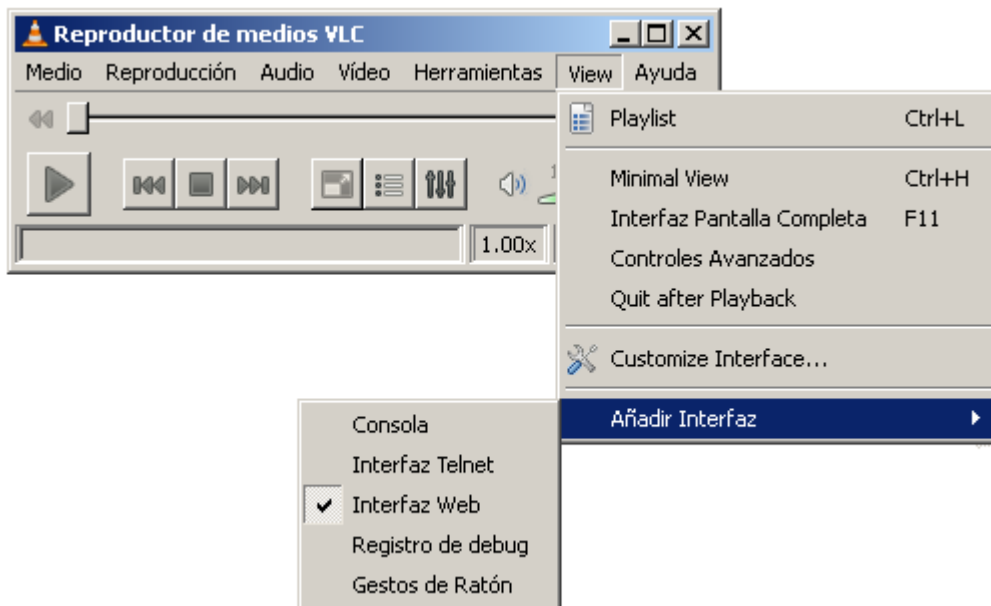 Reproductor de medios VLC
Medio Reproducción Audio Vídeo Herramientas View Ayuda
Playlist Ctrl+L
Minimal View Ctrl+H
Interfaz Pantalla Completa F11
1.00x
Controles Avanzados
Quit after Playback
Customize Interface...
Añadir Interfaz
Consola
Interfaz Telnet
Interfaz Web
Registro de debug
Gestos de Ratón